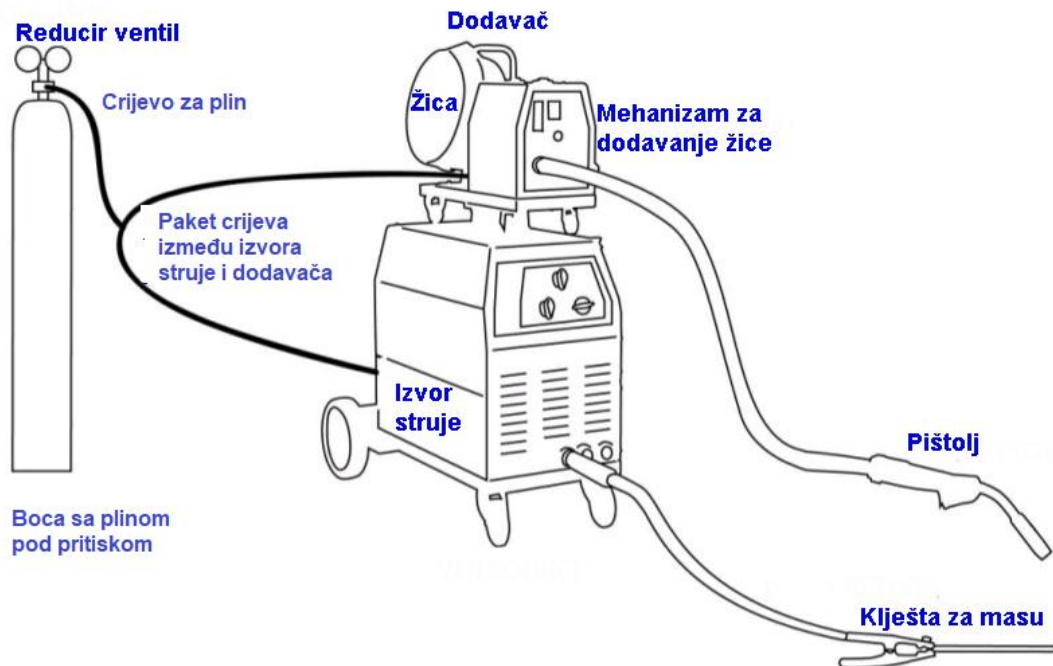 Dodavač
Reducir ventil
Crijevo za plin
Žica
Mehanizam za
dodavanje žice
Paket crijeva
između izvora
struje i dodavača
Izvor
struje
Pištolj
Boca sa plinom
pod pritiskom
Klješta za masu